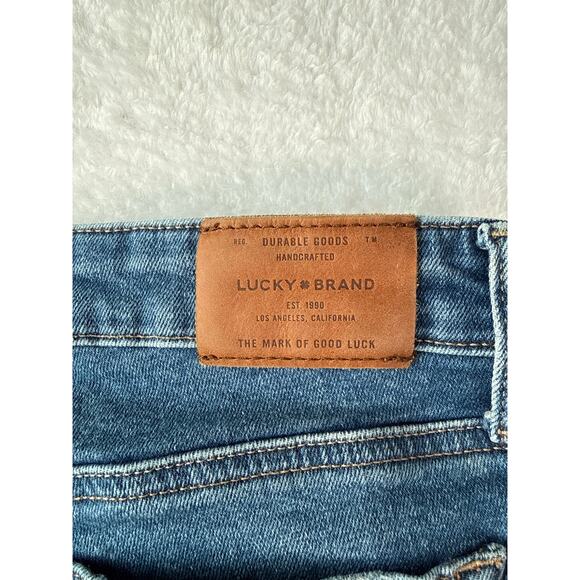 REG. DURABLE GOODS TM
HANDCRAFTED
LUCKY BRAND
EST. 1990
LOS ANGELES, CALIFORNIA
THE MARK OF GOOD LUCK